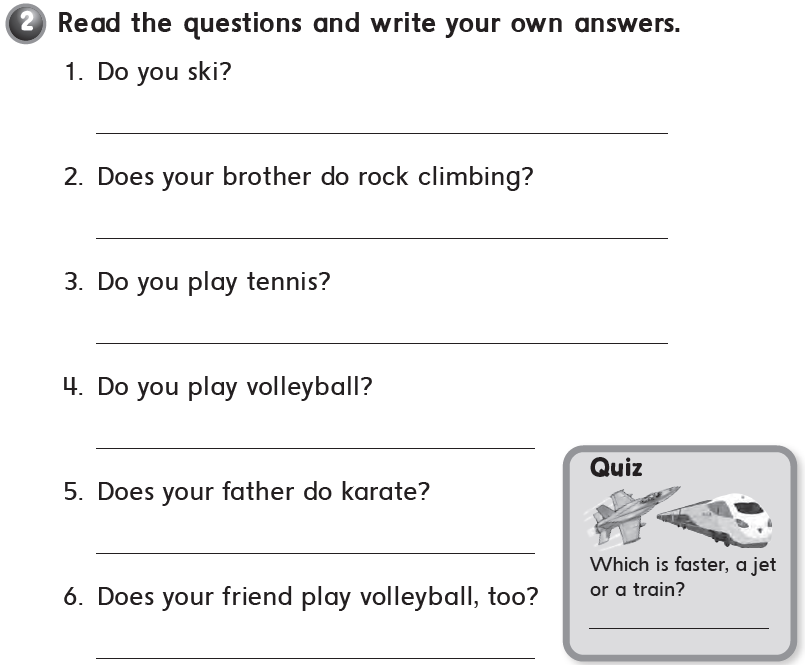 2 Read the questions and write your own answers.
1. Do you ski?
2. Does your brother do rock climbing?
3. Do you play tennis?
4. Do you play volleyball?
5. Does your father do karate?
6. Does your friend play volleyball, too?
Quiz
Which is faster, a jet
or a train?